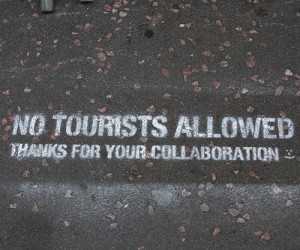 NO TOURISTS ALLOWED
THANKS FOR YOUR COLLABORATION :)